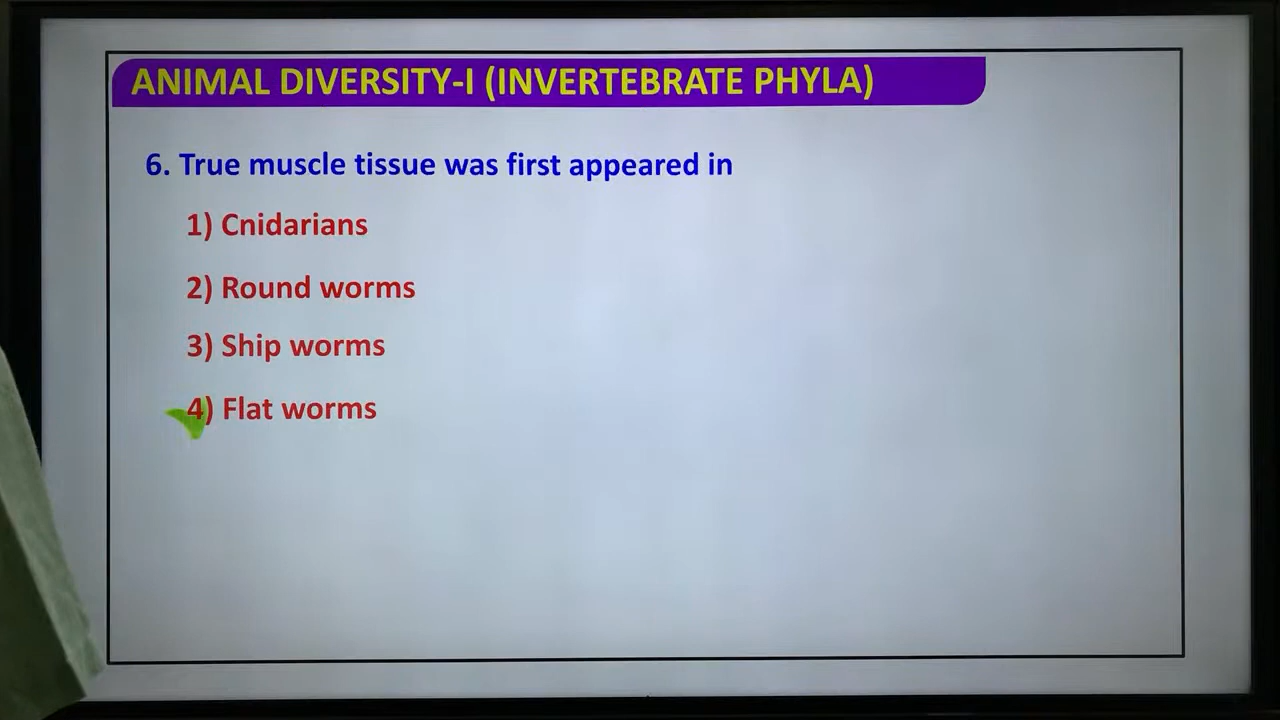 ANIMAL DIVERSITY-I (INVERTEBRATE PHYLA)
6. True muscle tissue was first appeared in
1) Cnidarians
2) Round worms
3) Ship worms
4) Flat worms